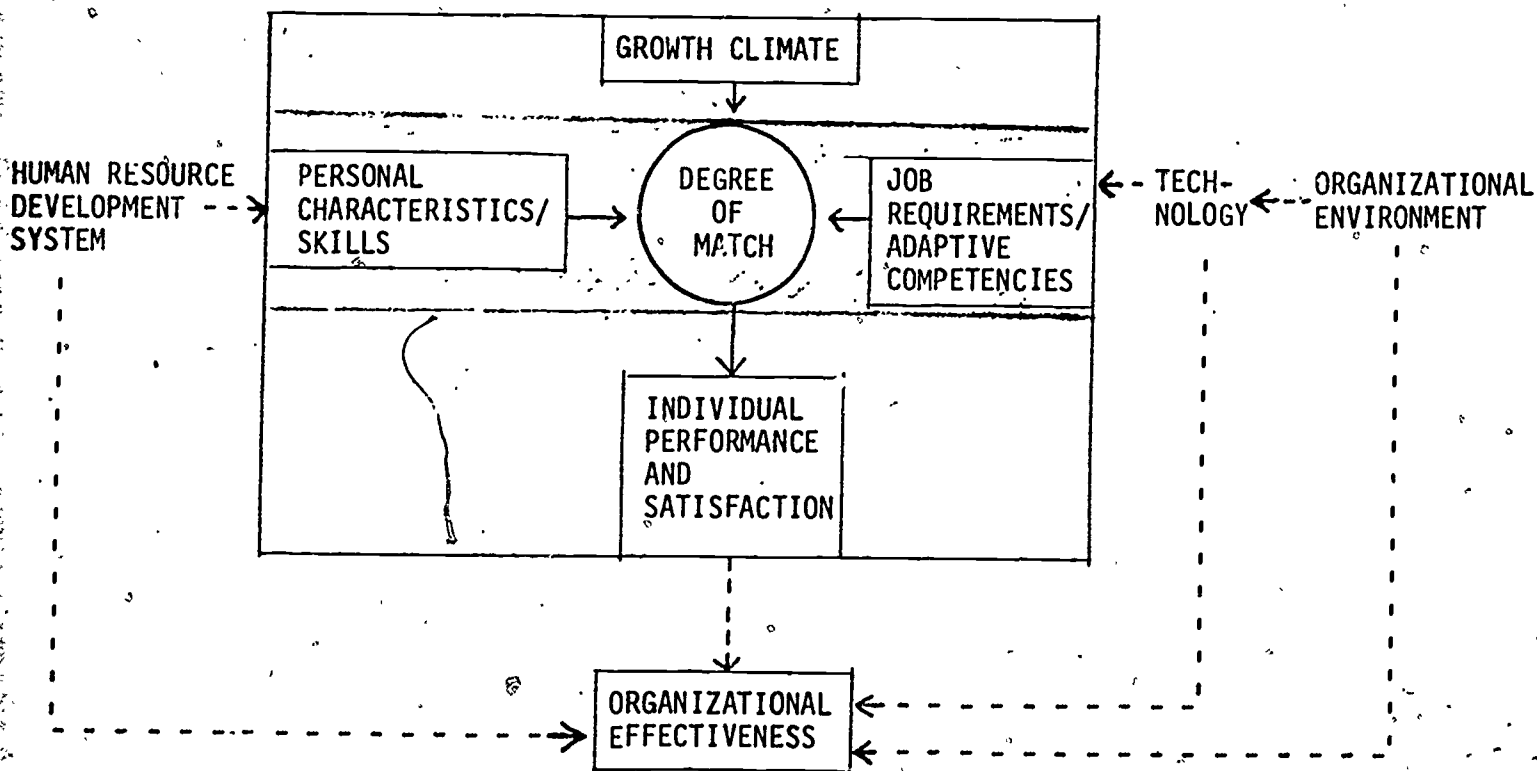 GROWTH CLIMATE
HUMAN RESOURCE
DEVELOPMENT
SYSTEM
PERSONAL
CHARACTERISTICS/
SKILLS
DEGREE
OF
MATCH
JOB
REQUIREMENTS/
ADAPTIVE
COMPETENCIES
TECH-
NOLOGY
ORGANIZATIONAL
ENVIRONMENT
INDIVIDUAL
PERFORMANCE
AND
SATISFACTION
ORGANIZATIONAL
EFFECTIVENESS